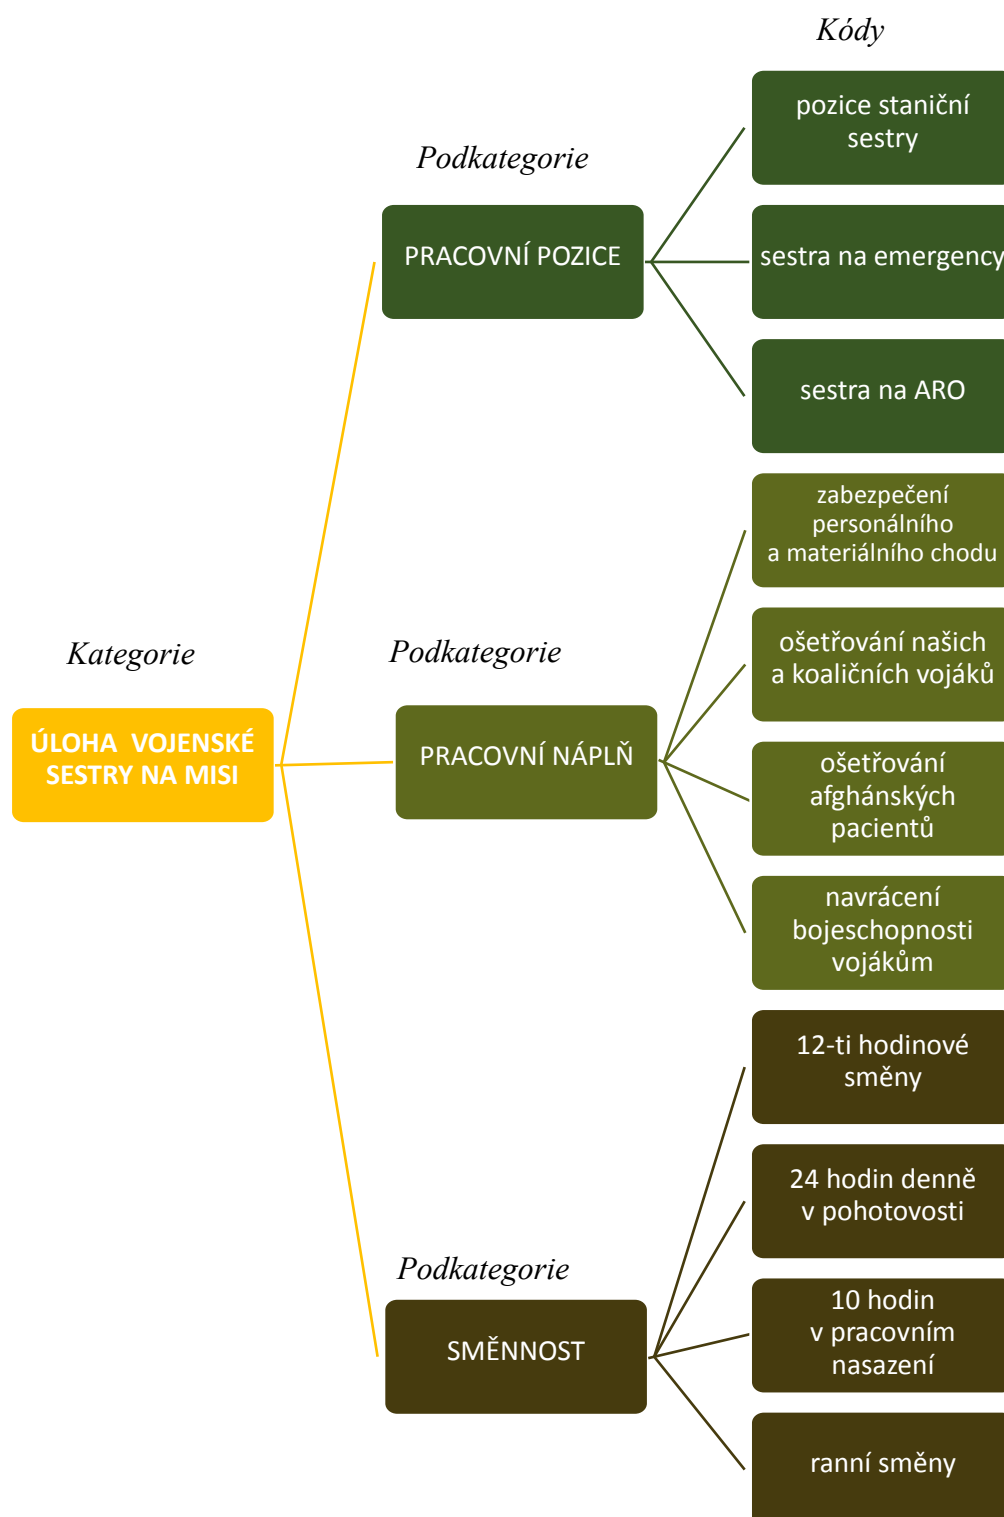 Kódy
pozice staniční
sestry
Podkategorie
PRACOVNÍ POZICE
sestra na emergency
sestra na ARO
zabezpečení
personálního
a materiálního chodu
Kategorie
Podkategorie
ošetřování našich
a koaličních vojáků
ÚLOHA VOJENSKÉ
SESTRY NA MISI
PRACOVNÍ NÁPLŇ
ošetřování
afghánských
pacientů
navrácení
bojeschopnosti
vojákům
12-ti hodinové
směny
24 hodin denně
v pohotovosti
Podkategorie
SMĚNNOST
10 hodin
v pracovním
nasazení
ranní směny